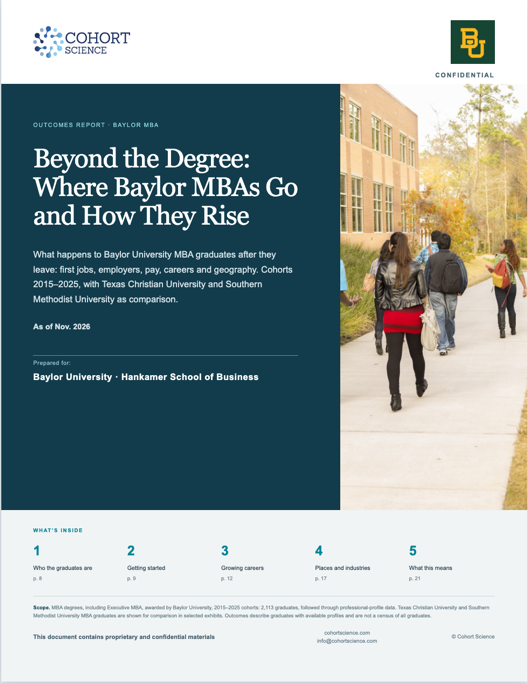 COHORT
SCIENCE
BU
CONFIDENTIAL
OUTCOMES REPORT · BAYLOR MBA
Beyond the Degree:
Where Baylor MBAs Go
and How They Rise
What happens to Baylor University MBA graduates after they
leave: first jobs, employers, pay, careers and geography. Cohorts
2015–2025, with Texas Christian University and Southern
Methodist University as comparison.
As of Nov. 2026
Prepared for:
Baylor University · Hankamer School of Business
WHAT'S INSIDE
1
Who the graduates are
p. 8
2
Getting started
p. 9
3
Growing careers
p. 12
4
Places and industries
p. 17
5
What this means
p. 21
Scope. MBA degrees, including Executive MBA, awarded by Baylor University, 2015–2025 cohorts: 2,113 graduates, followed through professional-profile data. Texas Christian University and Southern
Methodist University MBA graduates are shown for comparison in selected exhibits. Outcomes describe graduates with available profiles and are not a census of all graduates.
This document contains proprietary and confidential materials
cohortscience.com
info@cohortscience.com
© Cohort Science